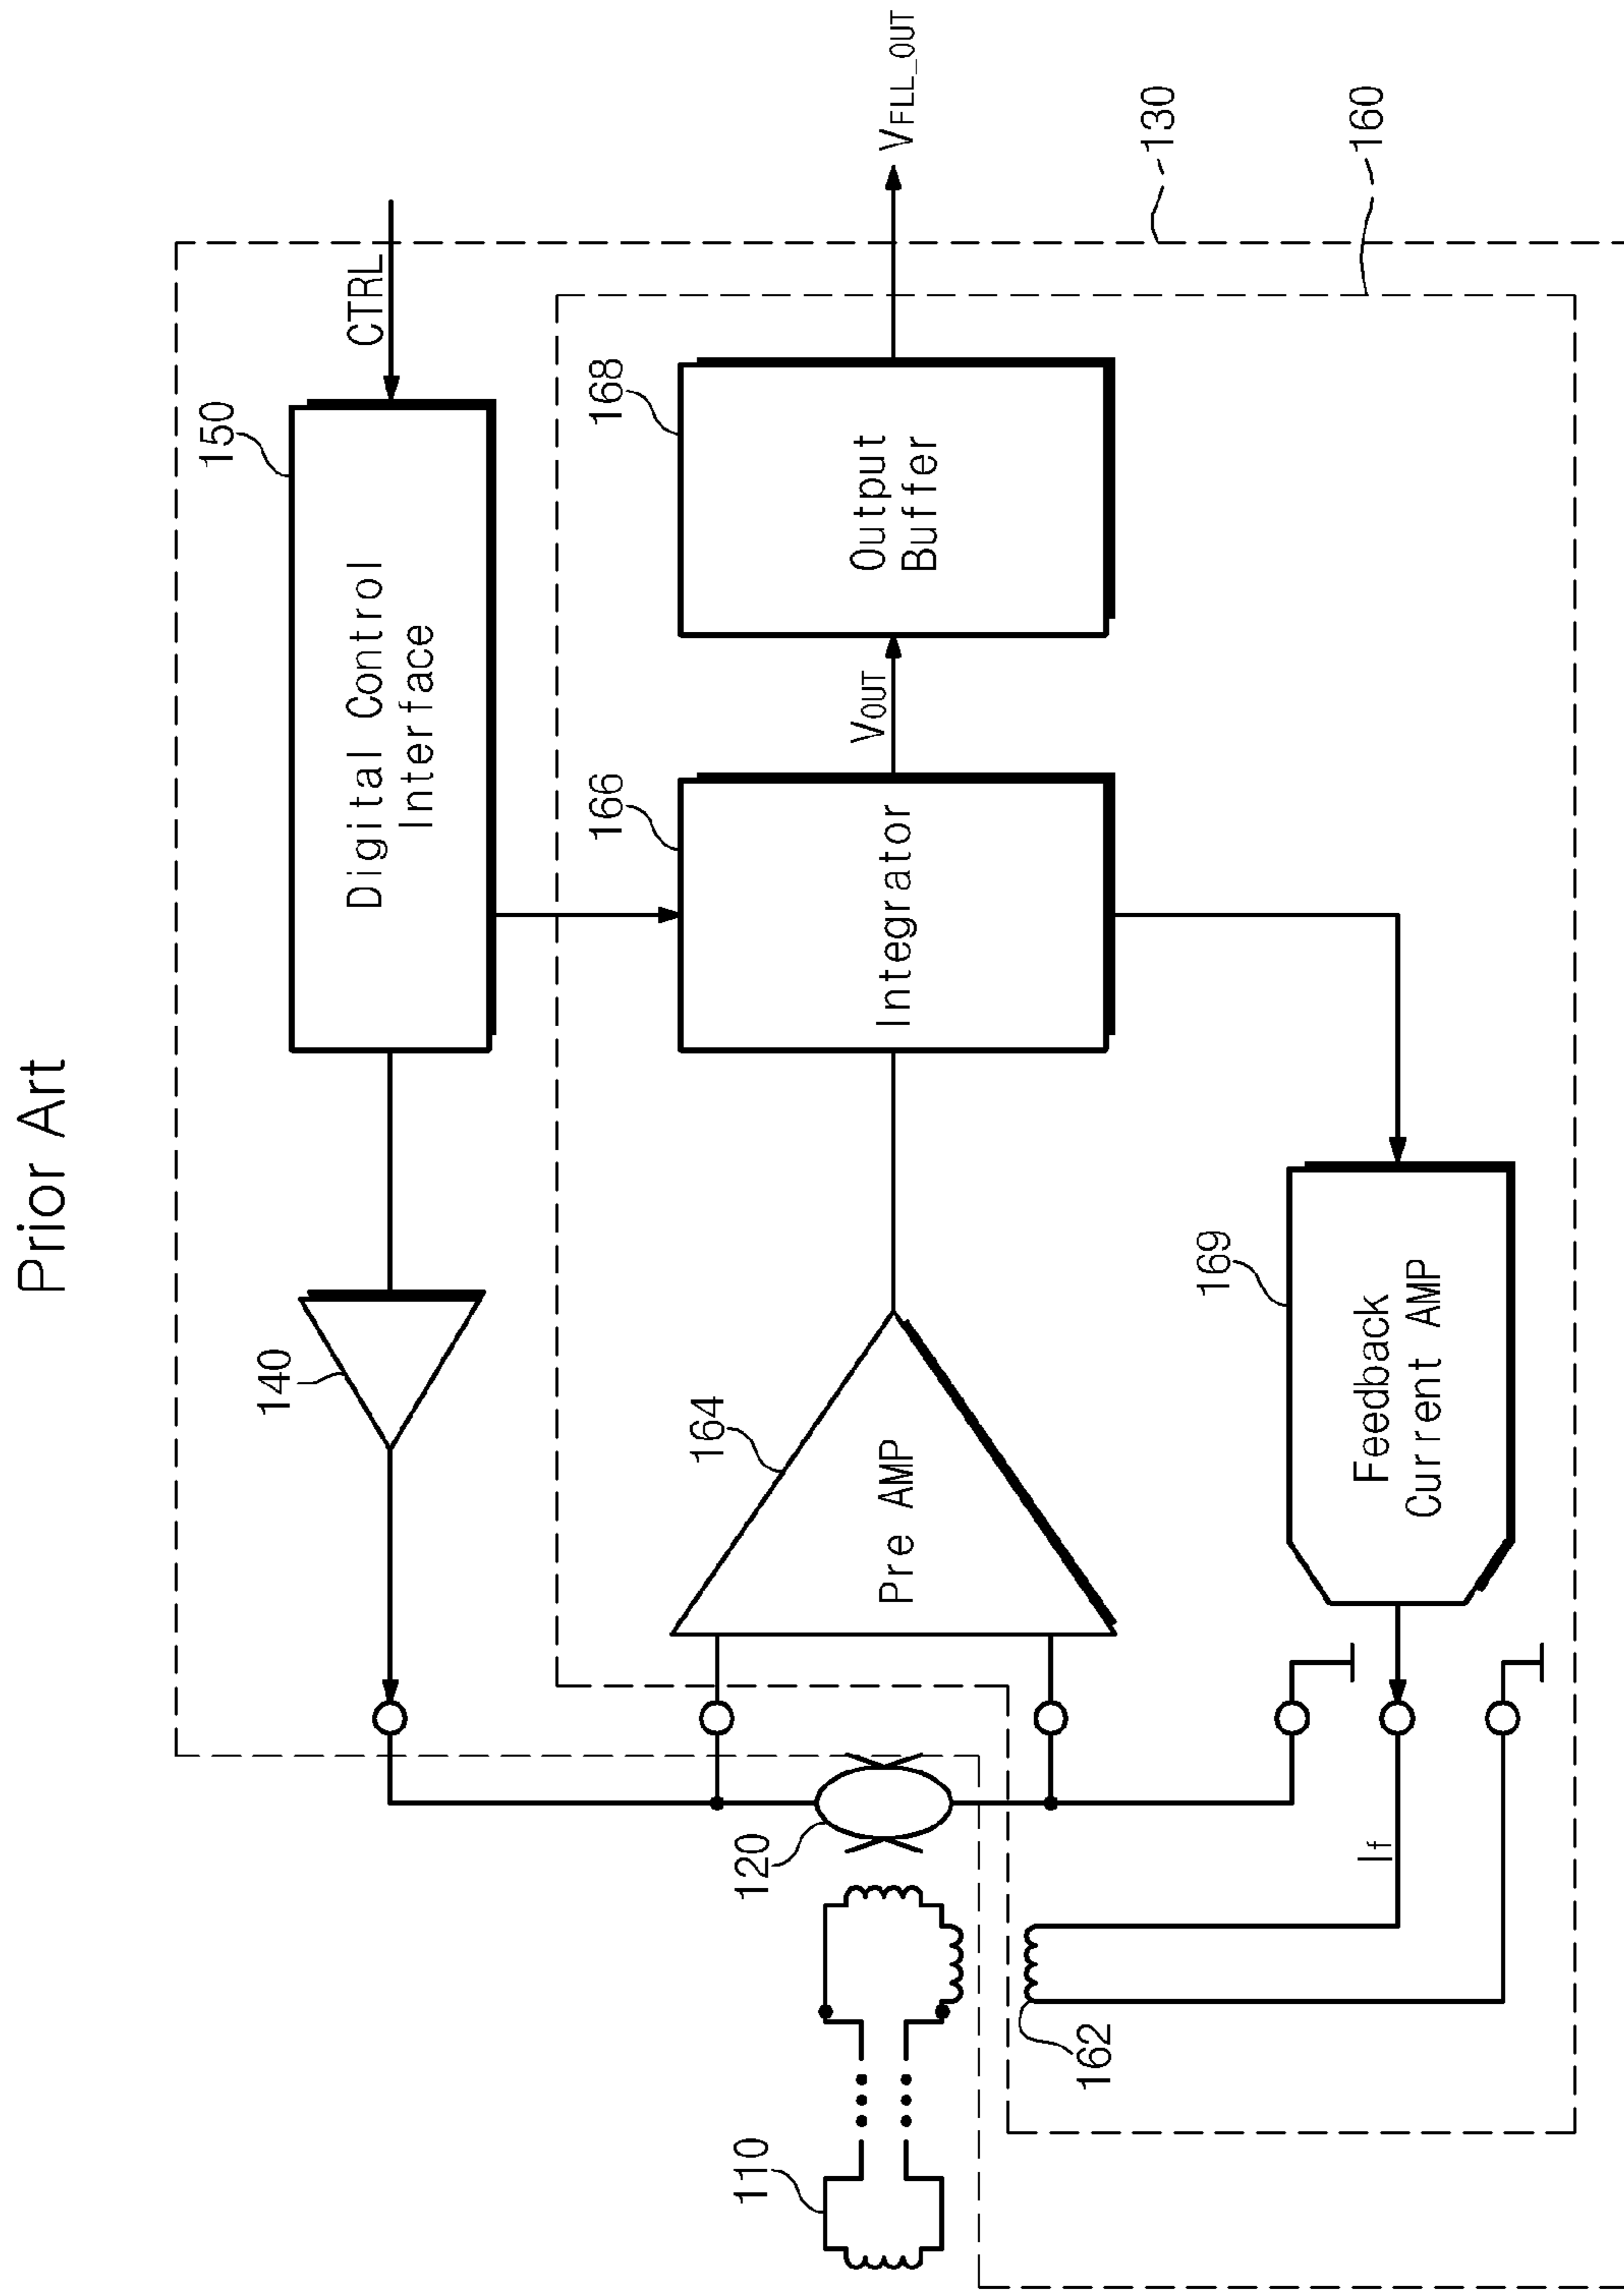 Prior Art
150
CTRL
Digital Control
Interface
140
166
168
VFLL_OUT
164
Pre AMP
Integrator
VOUT
Output
Buffer
130
160
120
110
169
Feedback
Current AMP
If
162